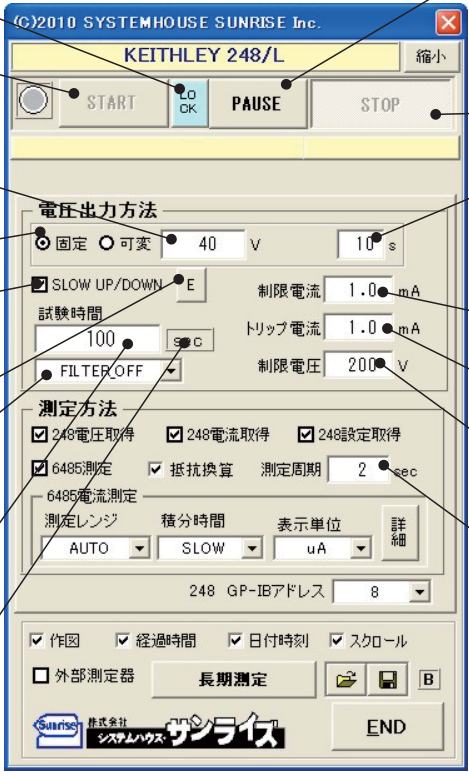 (C)2010 SYSTEMHOUSE SUNRISE Inc.
KEITHLEY 248/L 縮小
START LOCK PAUSE STOP
電圧出力方法
固定 可変 40 V 10 s
SLOW UP/DOWN E 制限電流 1.0 mA
試験時間 トリップ電流 1.0 mA
100 sec 制限電圧 200 V
FILTER_OFF
測定方法
248電圧取得 248電流取得 248設定取得
6485測定 抵抗換算 測定周期 2 sec
6485電流測定
測定レンジ 積分時間 表示単位 詳細
AUTO SLOW uA
248 GP-IBアドレス 8
作図 経過時間 日付時刻 スクロール
外部測定器 長期測定 B
Sunrise 株式会社 システムハウス・サンライズ END